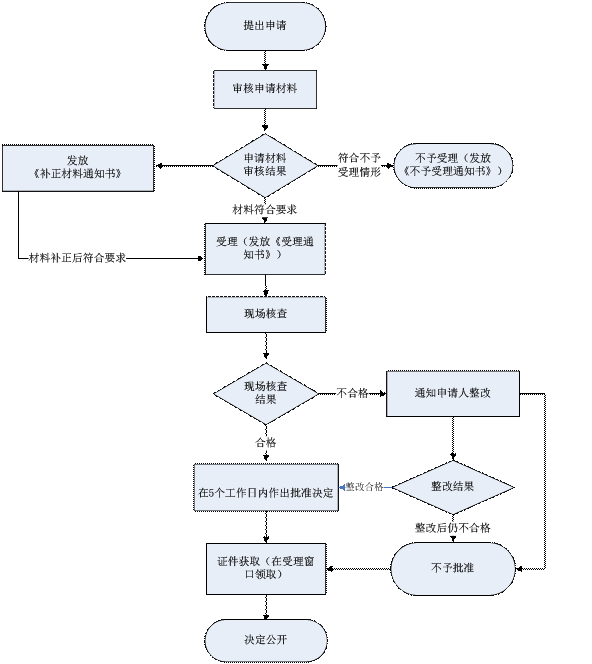 提出申请
审核申请材料
申请材料
审核结果
符合不予
受理情形
不予受理（发放
《不予受理通知书》）
发放
《补正材料通知书》
材料符合要求
受理（发放《受理通
知书》）
材料补正后符合要求
现场核查
现场核查
结果
不合格
通知申请人整改
合格
在5个工作日内作出批准决定
整改合格
整改结果
整改后仍不合格
证件获取（在受理窗
口领取）
不予批准
决定公开